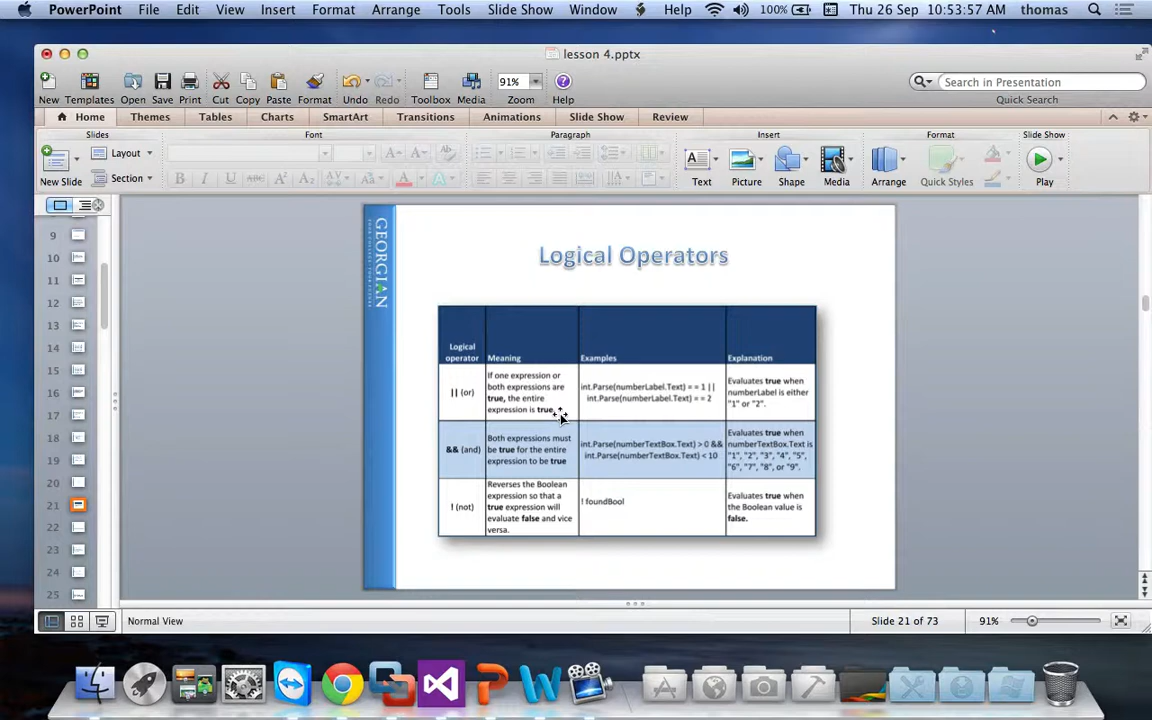 PowerPoint File Edit View Insert Format Arrange Tools Slide Show Window Help 100% Thu 26 Sep 10:53:57 AM thomas
lesson 4.pptx
91% Search in Presentation
New Templates Open Save Print Cut Copy Paste Format Undo Redo Toolbox Media Zoom Help Quick Search
Home Themes Tables Charts SmartArt Transitions Animations Slide Show Review
Slides Font Paragraph Insert Format Slide Show
Layout
New Slide Section Text Picture Shape Media Arrange Quick Styles Play
9
10
11
12
13
14
15
16
17
18
19
20
21
22
23
24
25
GEORGIAN
Logical Operators
Logical
operator Meaning Examples Explanation
|| (or)
If one expression or
both expressions are
true, the entire
expression is true.
int.Parse(numberLabel.Text) = = 1 ||
int.Parse(numberLabel.Text) = = 2
Evaluates true when
numberLabel is either
"1" or "2".
&& (and)
Both expressions must
be true for the entire
expression to be true
int.Parse(numberTextBox.Text) > 0 &&
int.Parse(numberTextBox.Text) < 10
Evaluates true when
numberTextBox.Text is
"1", "2", "3", "4", "5",
"6", "7", "8", or "9".
! (not)
Reverses the Boolean
expression so that a
true expression will
evaluate false and vice
versa.
! foundBool
Evaluates true when
the Boolean value is
false.
Normal View Slide 21 of 73 91%